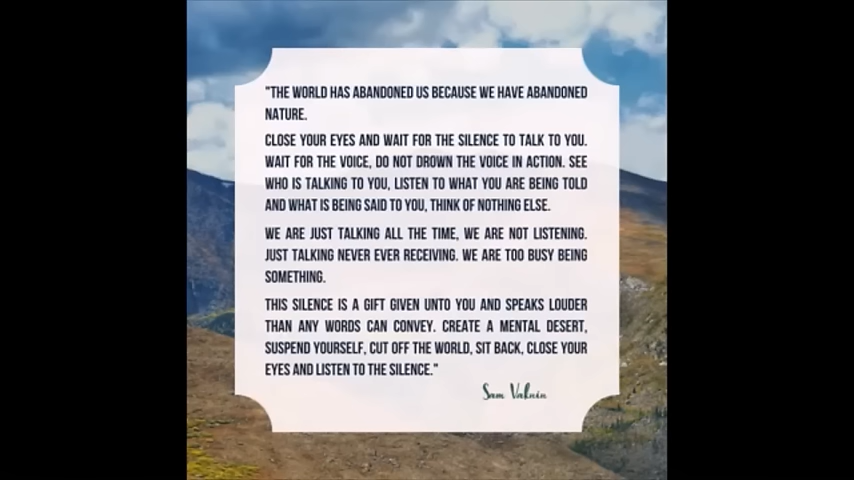 "THE WORLD HAS ABANDONED US BECAUSE WE HAVE ABANDONED
NATURE.
CLOSE YOUR EYES AND WAIT FOR THE SILENCE TO TALK TO YOU.
WAIT FOR THE VOICE, DO NOT DROWN THE VOICE IN ACTION. SEE
WHO IS TALKING TO YOU, LISTEN TO WHAT YOU ARE BEING TOLD
AND WHAT IS BEING SAID TO YOU, THINK OF NOTHING ELSE.
WE ARE JUST TALKING ALL THE TIME, WE ARE NOT LISTENING.
JUST TALKING NEVER EVER RECEIVING. WE ARE TOO BUSY BEING
SOMETHING.
THIS SILENCE IS A GIFT GIVEN UNTO YOU AND SPEAKS LOUDER
THAN ANY WORDS CAN CONVEY. CREATE A MENTAL DESERT,
SUSPEND YOURSELF, CUT OFF THE WORLD, SIT BACK, CLOSE YOUR
EYES AND LISTEN TO THE SILENCE."
Sam Vaknin